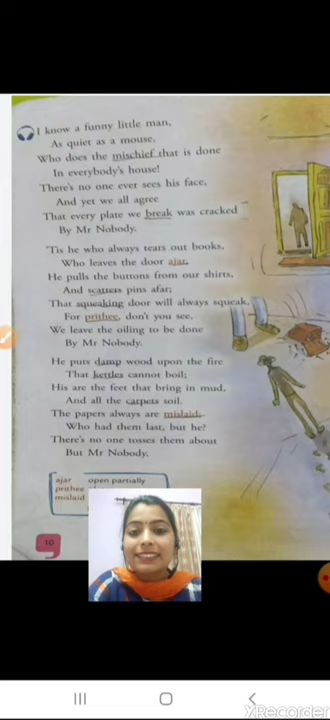 I know a funny little man,
As quiet as a mouse,
Who does the mischief that is done
In everybody's house!
There's no one ever sees his face,
And yet we all agree
That every plate we break was cracked
By Mr Nobody.
'Tis he who always tears out books,
Who leaves the door ajar,
He pulls the buttons from our shirts,
And scatters pins afar;
That squeaking door will always squeak,
For prithee, don't you see,
We leave the oiling to be done
By Mr Nobody.
He puts damp wood upon the fire
That kettles cannot boil;
His are the feet that bring in mud,
And all the carpets soil.
The papers always are mislaid.
Who had them last, but he?
There's no one tosses them about
But Mr Nobody.
ajar open partially
prithee
mislaid
10
XRecorder